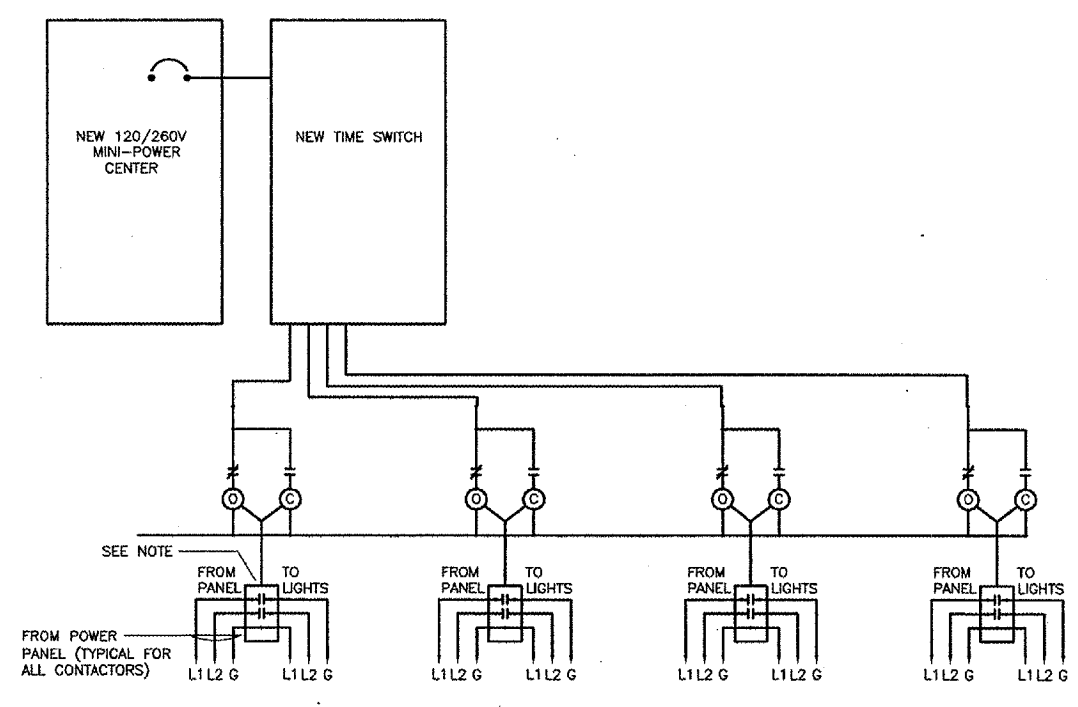 NEW 120/260V
MINI-POWER
CENTER
NEW TIME SWITCH
O C O C O C O C
SEE NOTE
FROM PANEL TO LIGHTS
FROM PANEL TO LIGHTS
FROM PANEL TO LIGHTS
FROM PANEL TO LIGHTS
FROM POWER
PANEL (TYPICAL FOR
ALL CONTACTORS)
L1 L2 G L1 L2 G L1 L2 G L1 L2 G L1 L2 G L1 L2 G L1 L2 G L1 L2 G